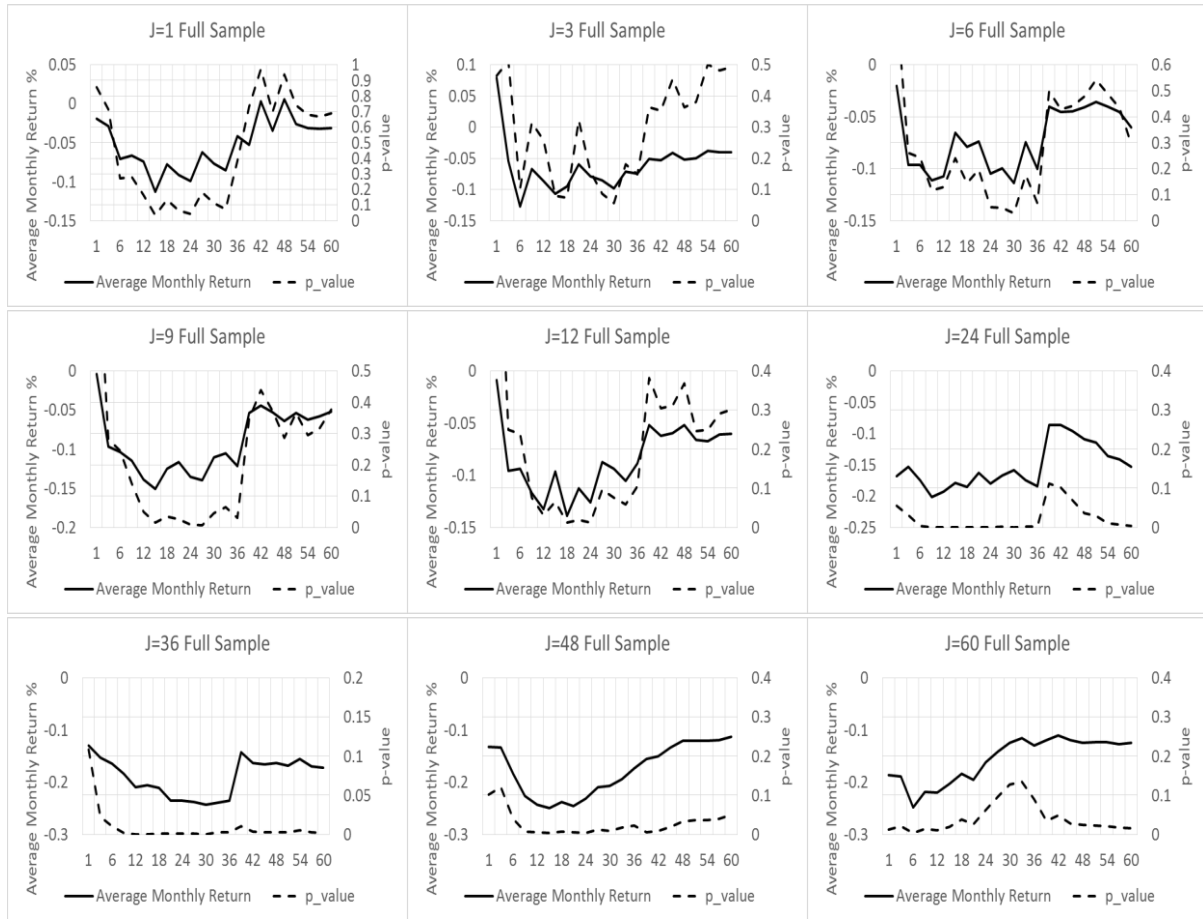 J=1 Full Sample
Average Monthly Return %
0.05
0
-0.05
-0.1
-0.15
1
0.9
0.8
0.7
0.6
0.5
0.4
0.3
0.2
0.1
0
p-value
1 6 12 18 24 30 36 42 48 54 60
Average Monthly Return p_value
J=3 Full Sample
Average Monthly Return %
0.1
0.05
0
-0.05
-0.1
-0.15
0.5
0.4
0.3
0.2
0.1
0
p-value
1 6 12 18 24 30 36 42 48 54 60
Average Monthly Return p_value
J=6 Full Sample
Average Monthly Return %
0
-0.05
-0.10
-0.15
0.6
0.5
0.4
0.3
0.2
0.1
0
p-value
1 6 12 18 24 30 36 42 48 54 60
Average Monthly Return p_value
J=9 Full Sample
Average Monthly Return %
0
-0.05
-0.1
-0.15
-0.2
0.5
0.4
0.3
0.2
0.1
0
p-value
1 6 12 18 24 30 36 42 48 54 60
Average Monthly Return p_value
J=12 Full Sample
Average Monthly Return %
0
-0.05
-0.1
-0.15
0.4
0.3
0.2
0.1
0
p-value
1 6 12 18 24 30 36 42 48 54 60
Average Monthly Return p_value
J=24 Full Sample
Average Monthly Return %
0
-0.05
-0.1
-0.15
-0.2
-0.25
0.4
0.3
0.2
0.1
0
p-value
1 6 12 18 24 30 36 42 48 54 60
Average Monthly Return p_value
J=36 Full Sample
Average Monthly Return %
0
-0.1
-0.2
-0.3
0.2
0.15
0.1
0.05
0
p-value
1 6 12 18 24 30 36 42 48 54 60
Average Monthly Return p_value
J=48 Full Sample
Average Monthly Return %
0
-0.1
-0.2
-0.3
0.4
0.3
0.2
0.1
0
p-value
1 6 12 18 24 30 36 42 48 54 60
Average Monthly Return p_value
J=60 Full Sample
Average Monthly Return %
0
-0.1
-0.2
-0.3
0.4
0.3
0.2
0.1
0
p-value
1 6 12 18 24 30 36 42 48 54 60
Average Monthly Return p_value